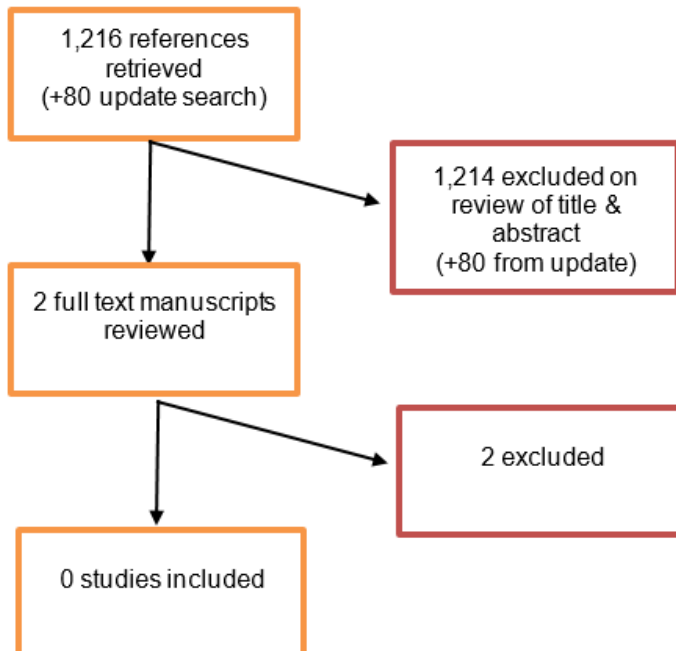 1,216 references
retrieved
(+80 update search)
1,214 excluded on
review of title &
abstract
(+80 from update)
2 full text manuscripts
reviewed
2 excluded
0 studies included